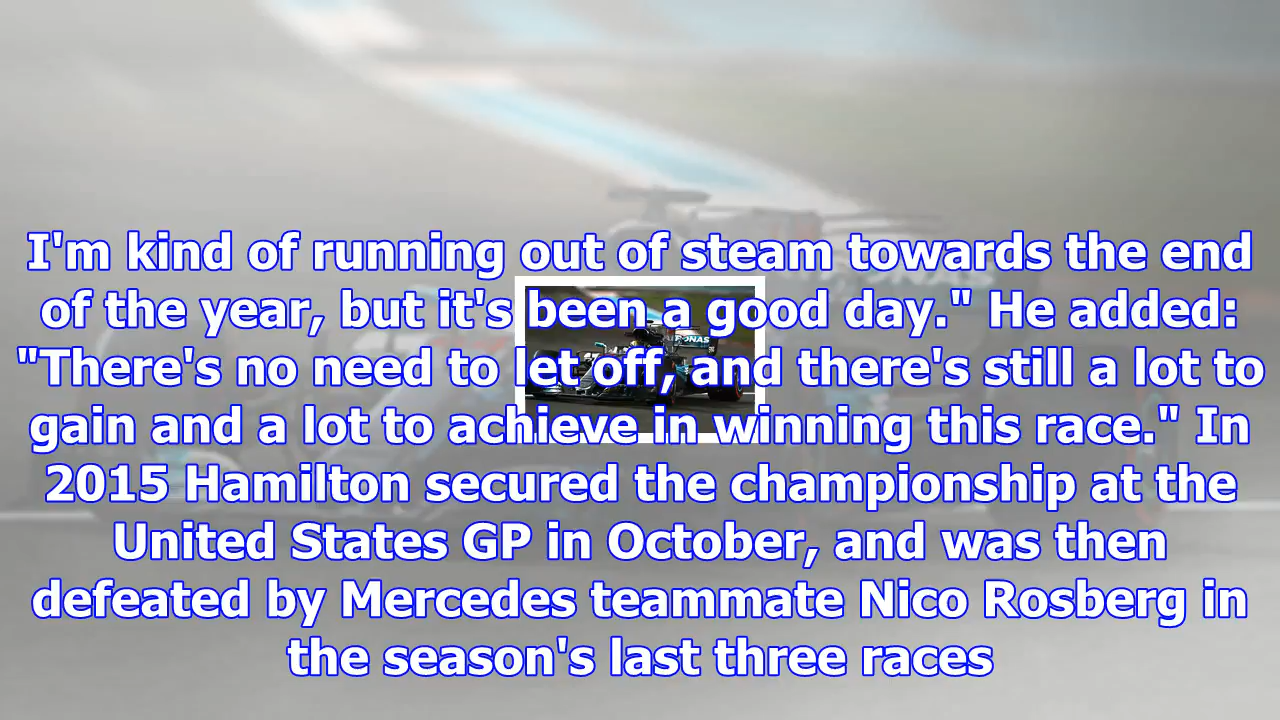 I'm kind of running out of steam towards the end
of the year, but it's been a good day." He added:
"There's no need to let off, and there's still a lot to
gain and a lot to achieve in winning this race." In
2015 Hamilton secured the championship at the
United States GP in October, and was then
defeated by Mercedes teammate Nico Rosberg in
the season's last three races